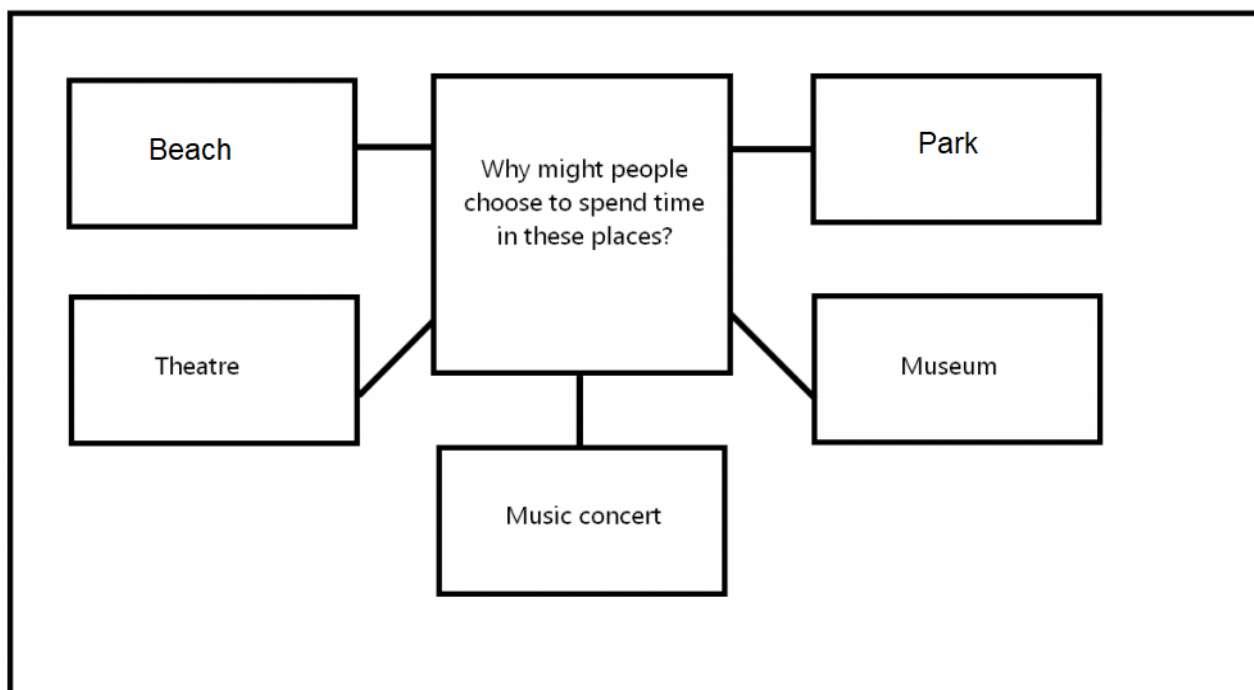 Beach
Why might people
choose to spend time
in these places?
Park
Theatre
Museum
Music concert